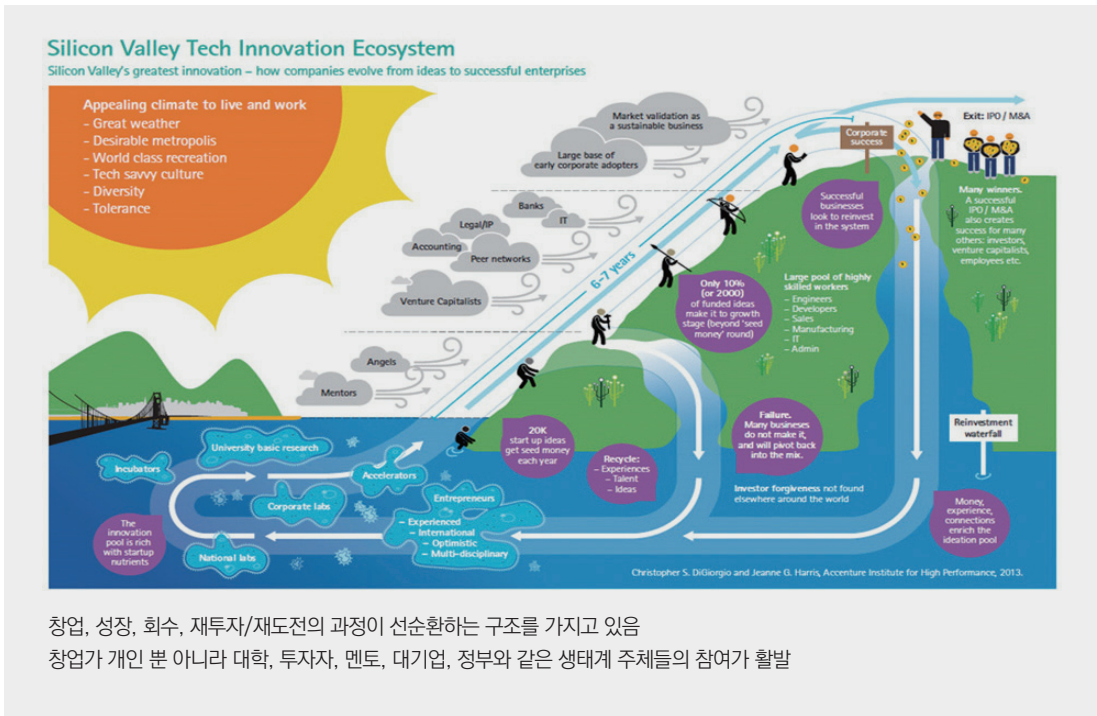 Silicon Valley Tech Innovation Ecosystem
Silicon Valley's greatest innovation – how companies evolve from ideas to successful enterprises
Appealing climate to live and work
- Great weather
- Desirable metropolis
- World class recreation
- Tech savvy culture
- Diversity
- Tolerance
Market validation as
a sustainable business
Large base of
early corporate adopters
Banks
IT
Legal/IP
Accounting
Peer networks
Venture Capitalists
Angels
Mentors
6–7 years
Corporate
success
Exit: IPO / M&A
Many winners.
A successful
IPO / M&A
also creates
success for many
others: investors,
venture capitalists,
employees etc.
Successful
businesses
look to reinvest
in the system
Only 10%
(or 2000)
of funded ideas
make it to growth
stage (beyond 'seed
money' round)
Large pool of highly
skilled workers
– Engineers
– Developers
– Sales
– Manufacturing
– IT
– Admin
20K
start up ideas
get seed money
each year
Recycle:
– Experiences
– Talent
– Ideas
Failure.
Many busineses
do not make it,
and will pivot back
into the mix.
Investor forgiveness not found
elsewhere around the world
Reinvestment
waterfall
Money,
experience,
connections
enrich the
ideation pool
University basic research
Incubators
Accelerators
Corporate labs
Entrepreneurs
– Experienced
– International
– Optimistic
– Multi-disciplinary
National labs
The
innovation
pool is rich
with startup
nutrients
Christopher S. DiGiorgio and Jeanne G. Harris, Accenture Institute for High Performance, 2013.
창업, 성장, 회수, 재투자/재도전의 과정이 선순환하는 구조를 가지고 있음
창업가 개인 뿐 아니라 대학, 투자자, 멘토, 대기업, 정부와 같은 생태계 주체들의 참여가 활발